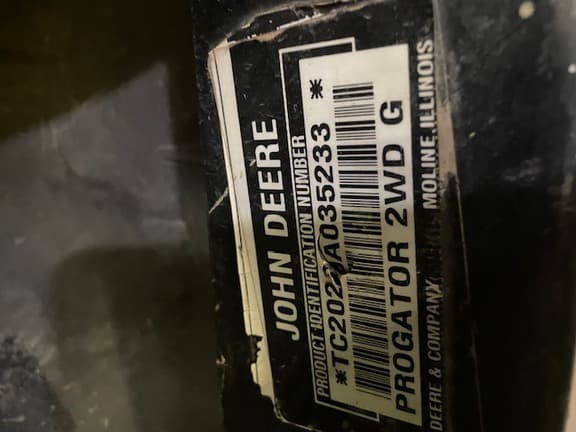 JOHN DEERE
PRODUCT IDENTIFICATION NUMBER
PROGATOR 2WD G
DEERE & COMPANY MOLINE, ILLINOIS